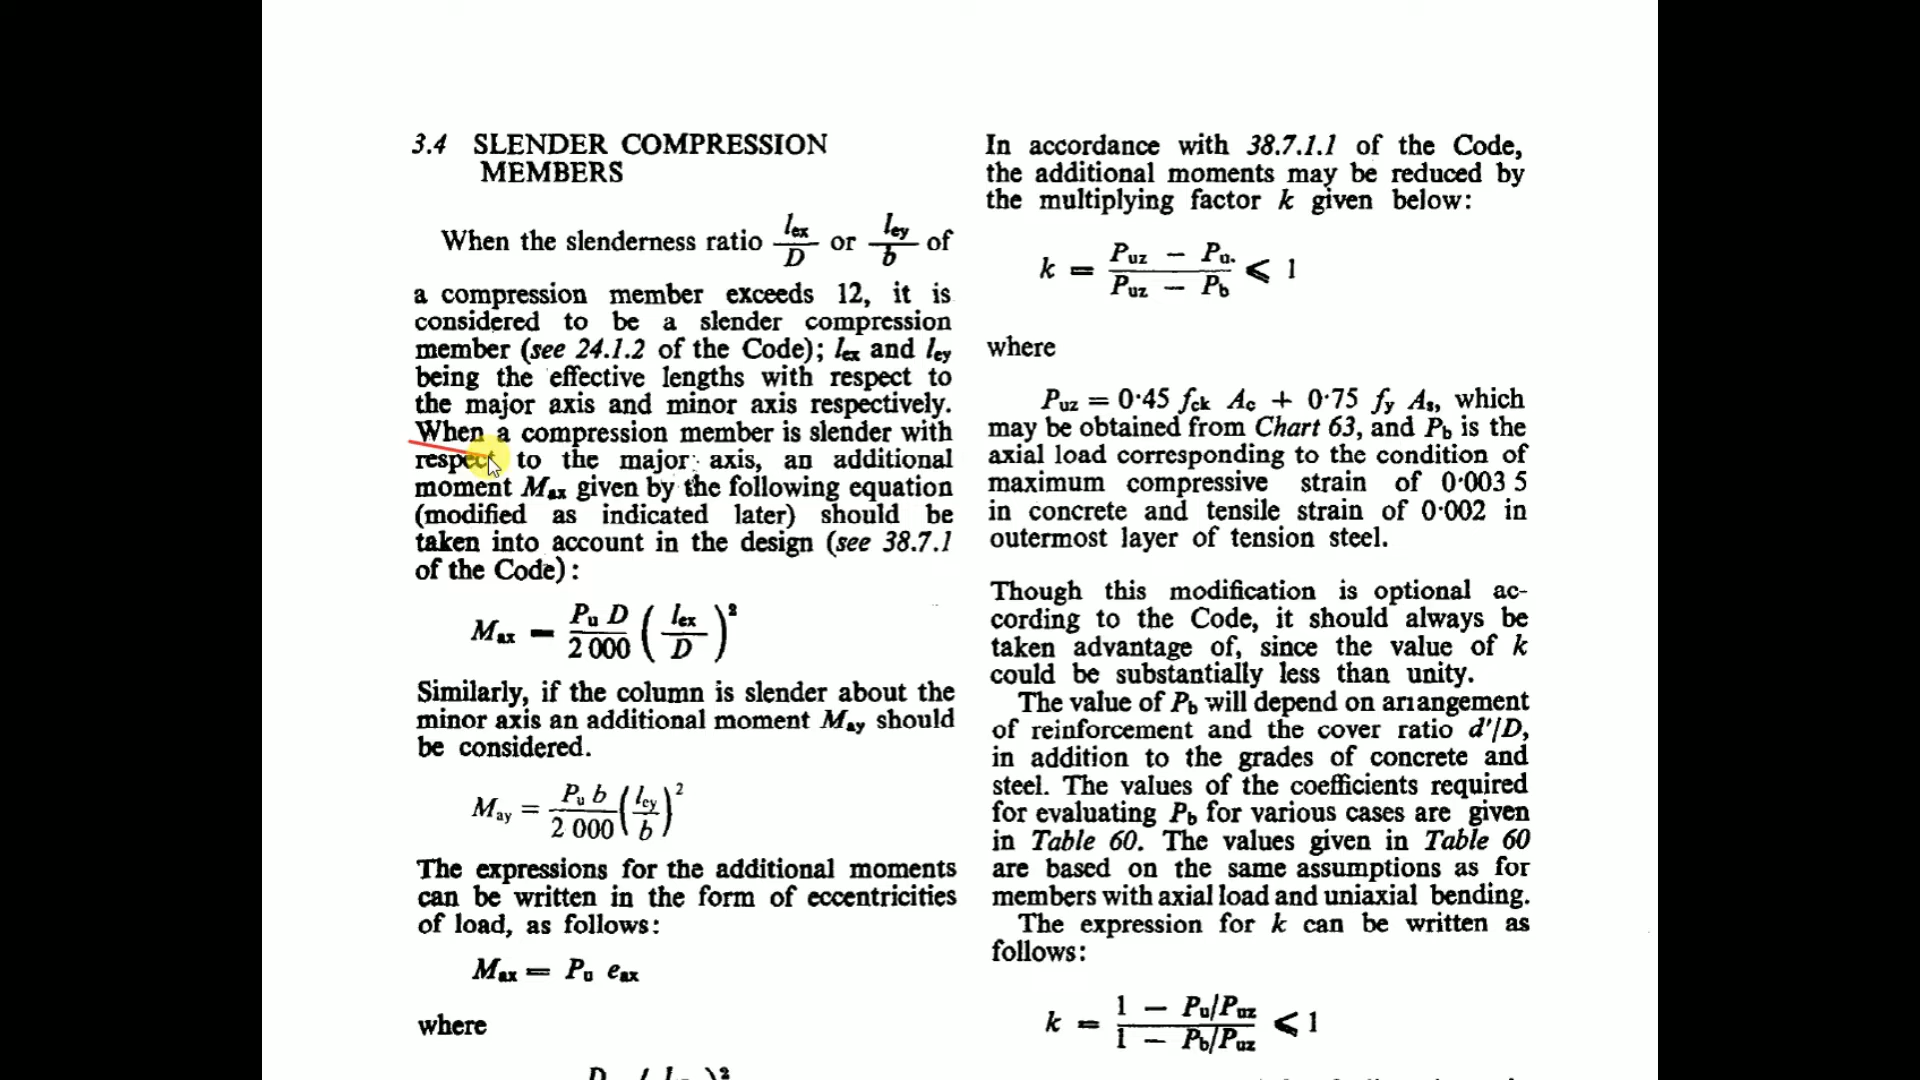 3.4 SLENDER COMPRESSION
MEMBERS
When the slenderness ratio lex/D or ley/b of
a compression member exceeds 12, it is
considered to be a slender compression
member (see 24.1.2 of the Code); lex and ley
being the effective lengths with respect to
the major axis and minor axis respectively.
When a compression member is slender with
respect to the major axis, an additional
moment Max given by the following equation
(modified as indicated later) should be
taken into account in the design (see 38.7.1
of the Code):
Max = Pu D / 2 000 (lex / D)²
Similarly, if the column is slender about the
minor axis an additional moment May should
be considered.
May = Pu b / 2 000 (ley / b)²
The expressions for the additional moments
can be written in the form of eccentricities
of load, as follows:
Max = Pu eax
where
In accordance with 38.7.1.1 of the Code,
the additional moments may be reduced by
the multiplying factor k given below:
k = Puz − Pu / Puz − Pb ⩽ 1
where
Puz = 0·45 fck Ac + 0·75 fy As, which
may be obtained from Chart 63, and Pb is the
axial load corresponding to the condition of
maximum compressive strain of 0·003 5
in concrete and tensile strain of 0·002 in
outermost layer of tension steel.
Though this modification is optional ac-
cording to the Code, it should always be
taken advantage of, since the value of k
could be substantially less than unity.
The value of Pb will depend on arrangement
of reinforcement and the cover ratio d'/D,
in addition to the grades of concrete and
steel. The values of the coefficients required
for evaluating Pb for various cases are given
in Table 60. The values given in Table 60
are based on the same assumptions as for
members with axial load and uniaxial bending.
The expression for k can be written as
follows:
k = 1 − Pu/Puz / 1 − Pb/Puz ⩽ 1